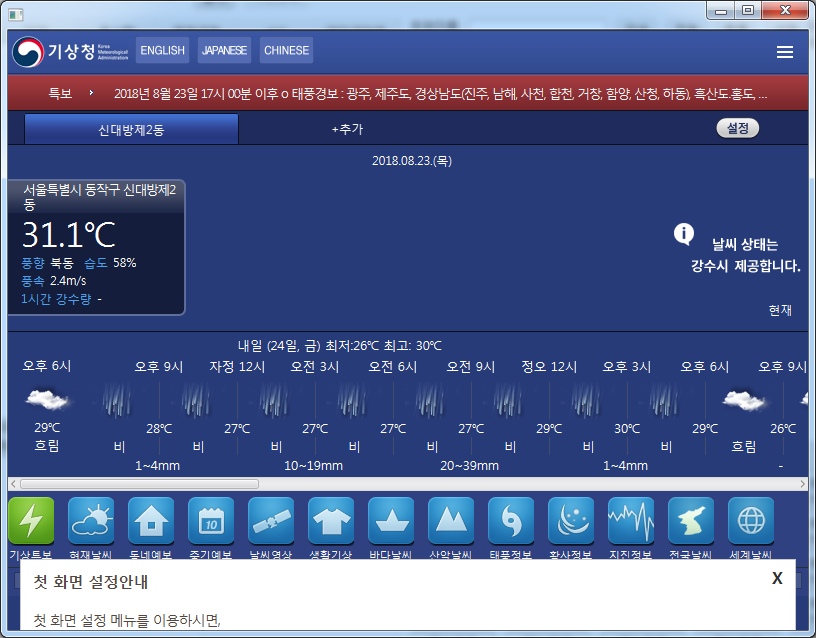 기상청 Korea Meteorological Administration ENGLISH JAPANESE CHINESE
특보 2018년 8월 23일 17시 00분 이후 o 태풍경보 : 광주, 제주도, 경상남도(진주, 남해, 사천, 합천, 거창, 함양, 산청, 하동), 흑산도.홍도, ...
신대방제2동 +추가 설정
2018.08.23.(목)
서울특별시 동작구 신대방제2
동
31.1℃
풍향 북동 습도 58%
풍속 2.4m/s
1시간 강수량 -
날씨 상태는
강수시 제공합니다.
현재
내일 (24일, 금) 최저:26℃ 최고: 30℃
오후 6시 오후 9시 자정 12시 오전 3시 오전 6시 오전 9시 정오 12시 오후 3시 오후 6시 오후 9시
29℃ 28℃ 27℃ 27℃ 27℃ 27℃ 29℃ 30℃ 29℃ 26℃
흐림 비 비 비 비 비 비 비 비 흐림
1~4mm 10~19mm 20~39mm 1~4mm -
10
기상특보 현재날씨 동네예보 중기예보 날씨영상 생활기상 바다날씨 산악날씨 태풍정보 황사정보 지진정보 전국날씨 세계날씨
첫 화면 설정안내 X
첫 화면 설정 메뉴를 이용하시면,